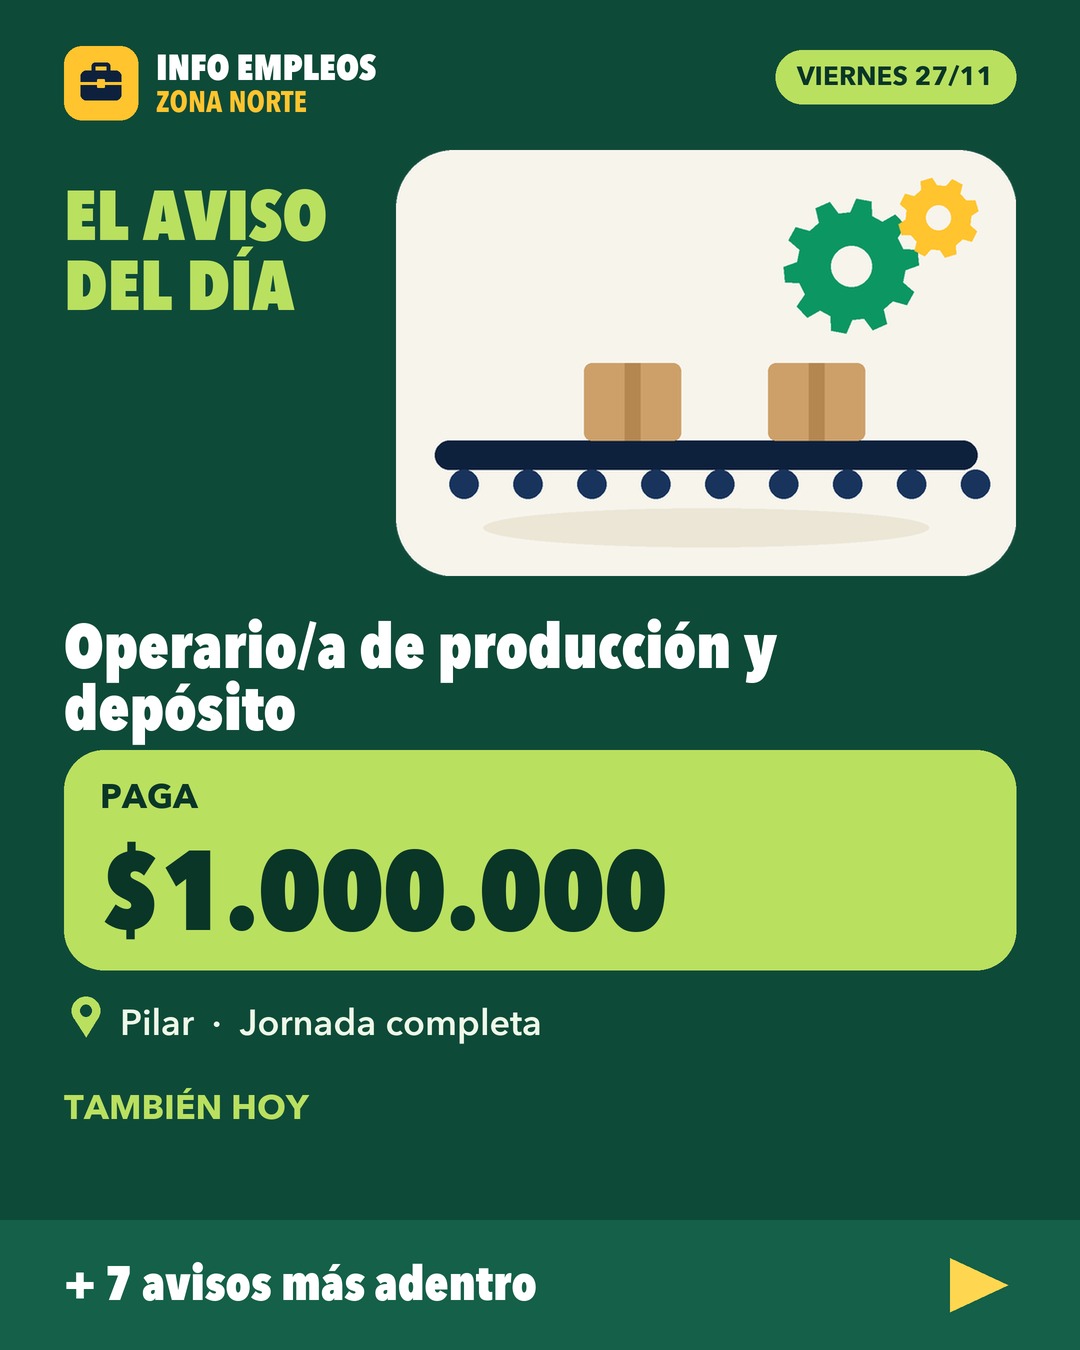 INFO EMPLEOS
ZONA NORTE
VIERNES 27/11
EL AVISO
DEL DÍA
Operario/a de producción y
depósito
PAGA
$1.000.000
Pilar · Jornada completa
TAMBIÉN HOY
+ 7 avisos más adentro